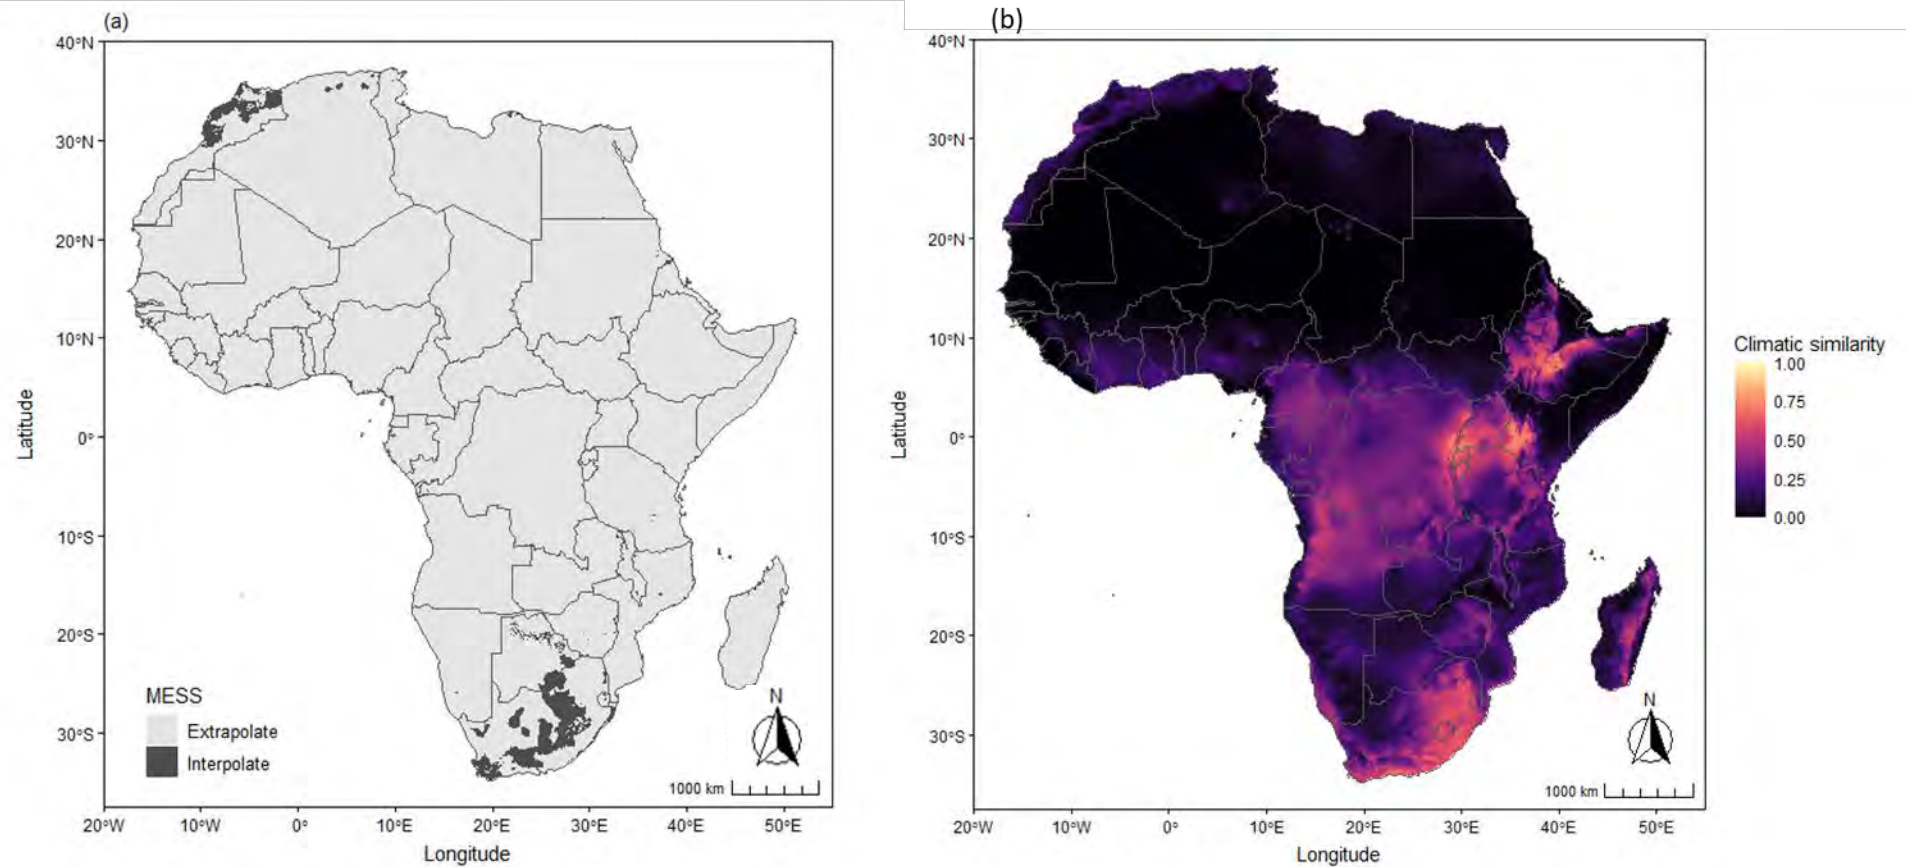 (a)
40°N
30°N
20°N
10°N
0°
10°S
20°S
30°S
Latitude
MESS
Extrapolate
Interpolate
N
1000 km
20°W 10°W 0° 10°E 20°E 30°E 40°E 50°E
Longitude
(b)
40°N
30°N
20°N
10°N
0°
10°S
20°S
30°S
Latitude
N
1000 km
20°W 10°W 0° 10°E 20°E 30°E 40°E 50°E
Longitude
Climatic similarity
1.00
0.75
0.50
0.25
0.00